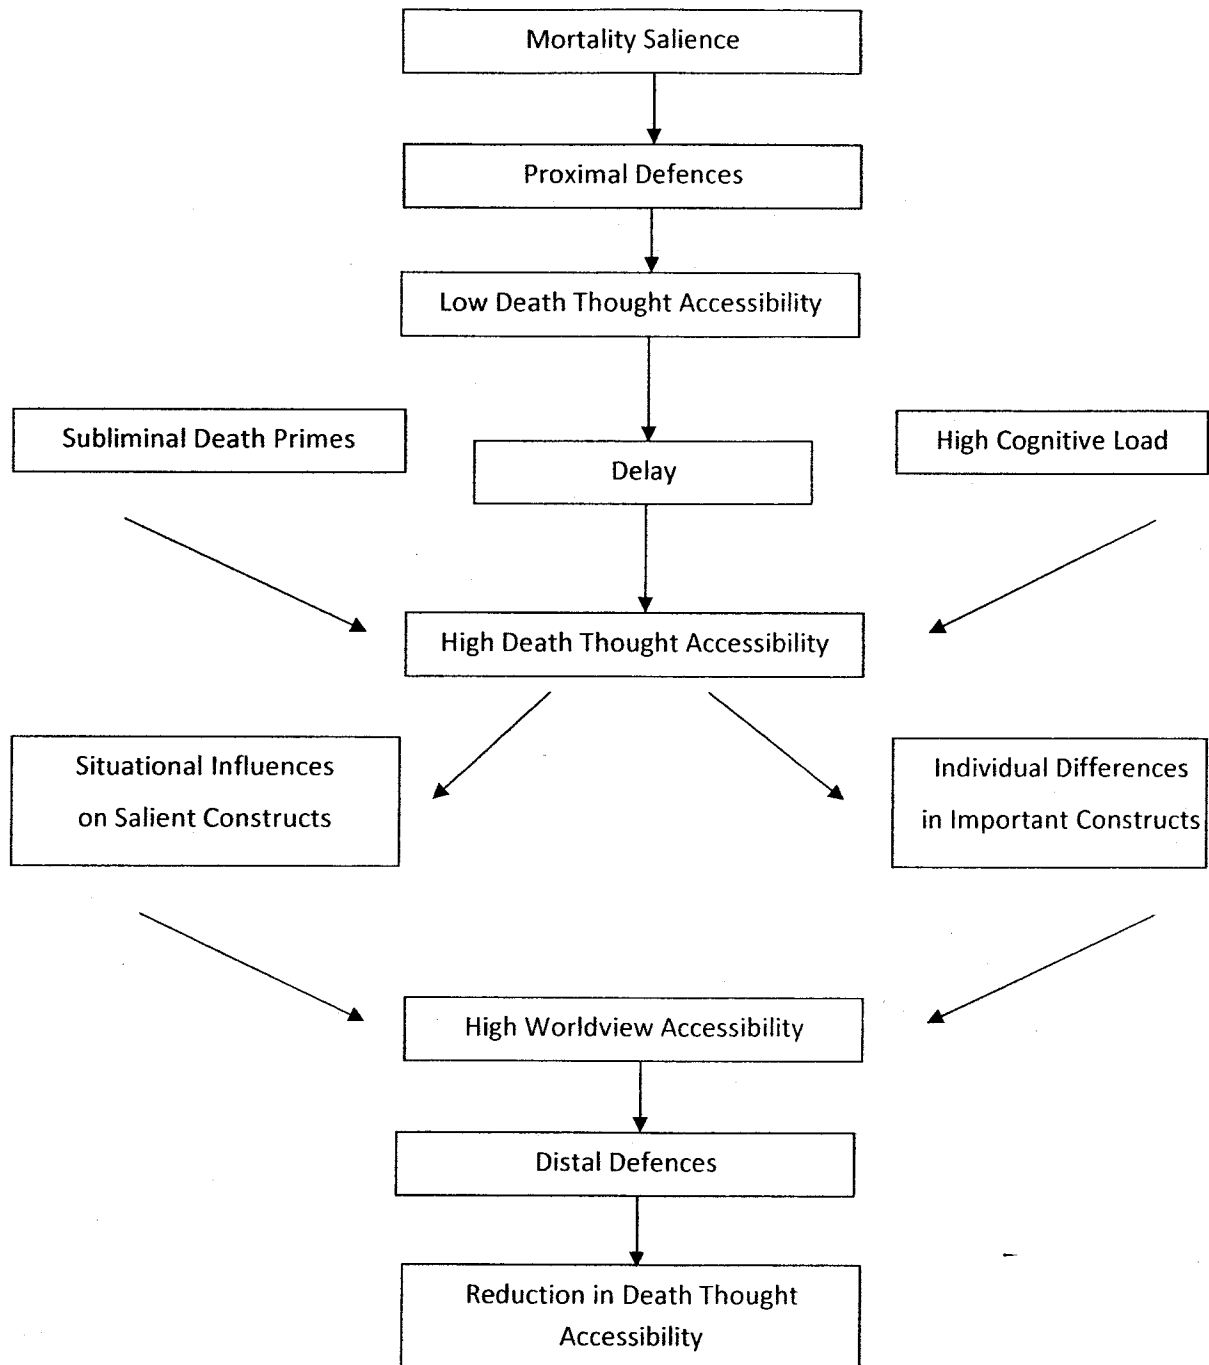 Mortality Salience
Proximal Defences
Low Death Thought Accessibility
Subliminal Death Primes
High Cognitive Load
Delay
High Death Thought Accessibility
Situational Influences
on Salient Constructs
Individual Differences
in Important Constructs
High Worldview Accessibility
Distal Defences
Reduction in Death Thought
Accessibility